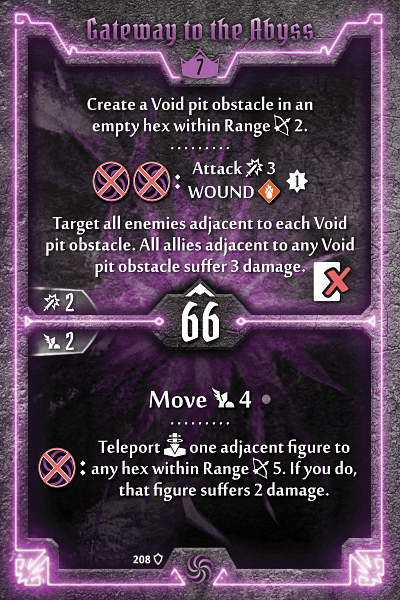 Gateway to the Abyss
7
Create a Void pit obstacle in an
empty hex within Range 2.
: Attack 3
WOUND
1
Target all enemies adjacent to each Void
pit obstacle. All allies adjacent to any Void
pit obstacle suffer 3 damage.
2
66
2
Move 4
Teleport one adjacent figure to
: any hex within Range 5. If you do,
that figure suffers 2 damage.
208